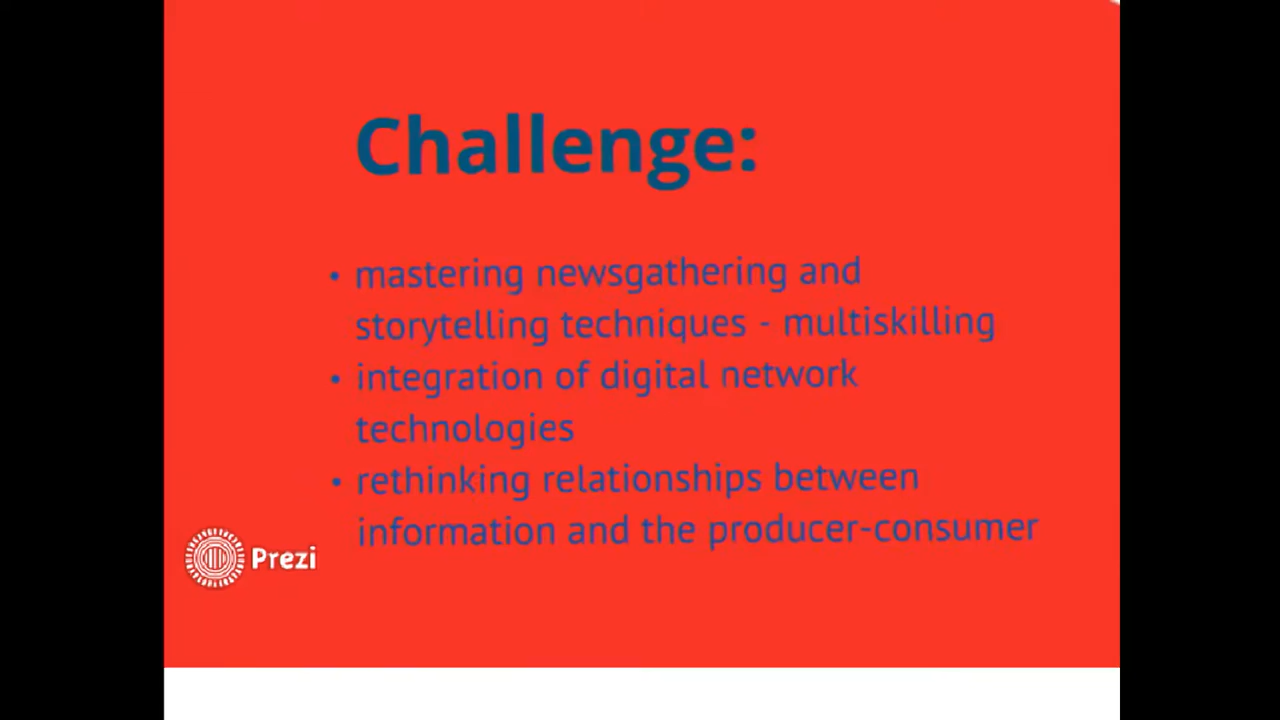 Challenge:
• mastering newsgathering and
storytelling techniques - multiskilling
• integration of digital network
technologies
• rethinking relationships between
information and the producer-consumer
Prezi